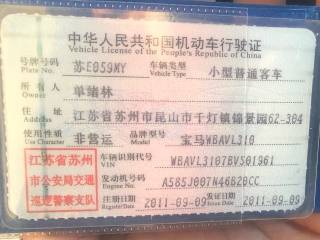 中华人民共和国机动车行驶证
Vehicle License of the People's Republic of China
号牌号码 苏E059MY 车辆类型 小型普通客车
Plate No. Vehicle Type
所有人 单绪林
Owner
住址 江苏省苏州市昆山市千灯镇锦景园62-304
Address
使用性质 非营运 品牌型号 宝马WBAVL310
Use Character Model
江苏省苏州
市公安局交通
巡逻警察支队
车辆识别代号 WBAVL3107BVS01961
VIN
发动机号码 A585J007N46B20CC
Engine No.
注册日期 2011-09-09 发证日期 2011-09-09
Register Date Issue Date